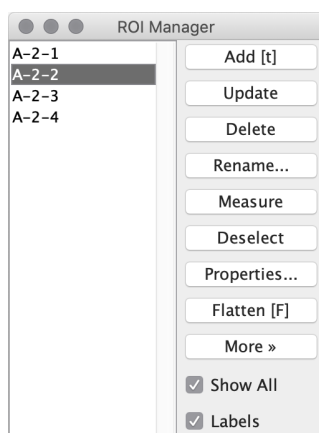 ROI Manager
A-2-1
A-2-2
A-2-3
A-2-4
Add [t]
Update
Delete
Rename...
Measure
Deselect
Properties...
Flatten [F]
More »
Show All
Labels